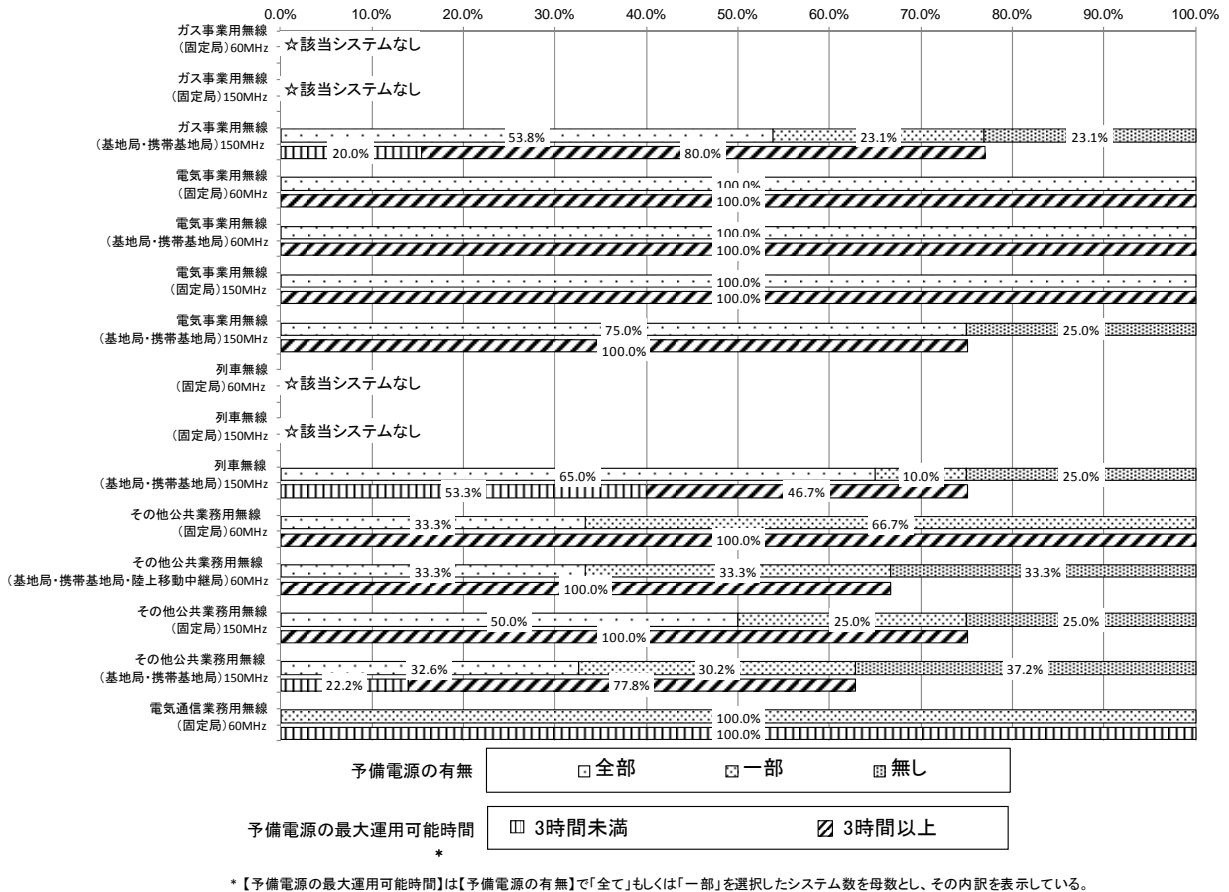 0.0% 10.0% 20.0% 30.0% 40.0% 50.0% 60.0% 70.0% 80.0% 90.0% 100.0%
ガス事業用無線
(固定局)60MHz
☆該当システムなし
ガス事業用無線
(固定局)150MHz
☆該当システムなし
ガス事業用無線
(基地局・携帯基地局)150MHz
53.8% 23.1% 23.1%
20.0% 80.0%
電気事業用無線
(固定局)60MHz
100.0%
100.0%
電気事業用無線
(基地局・携帯基地局)60MHz
100.0%
100.0%
電気事業用無線
(固定局)150MHz
100.0%
100.0%
電気事業用無線
(基地局・携帯基地局)150MHz
75.0% 25.0%
100.0%
列車無線
(固定局)60MHz
☆該当システムなし
列車無線
(固定局)150MHz
☆該当システムなし
列車無線
(基地局・携帯基地局)150MHz
65.0% 10.0% 25.0%
53.3% 46.7%
その他公共業務用無線
(固定局)60MHz
33.3% 66.7%
100.0%
その他公共業務用無線
(基地局・携帯基地局・陸上移動中継局)60MHz
33.3% 33.3% 33.3%
100.0%
その他公共業務用無線
(固定局)150MHz
50.0% 25.0% 25.0%
100.0%
その他公共業務用無線
(基地局・携帯基地局)150MHz
32.6% 30.2% 37.2%
22.2% 77.8%
電気通信業務用無線
(固定局)60MHz
100.0%
100.0%
予備電源の有無 全部 一部 無し
予備電源の最大運用可能時間 3時間未満 3時間以上
*
*【予備電源の最大運用可能時間】は【予備電源の有無】で「全て」もしくは「一部」を選択したシステム数を母数とし、その内訳を表示している。